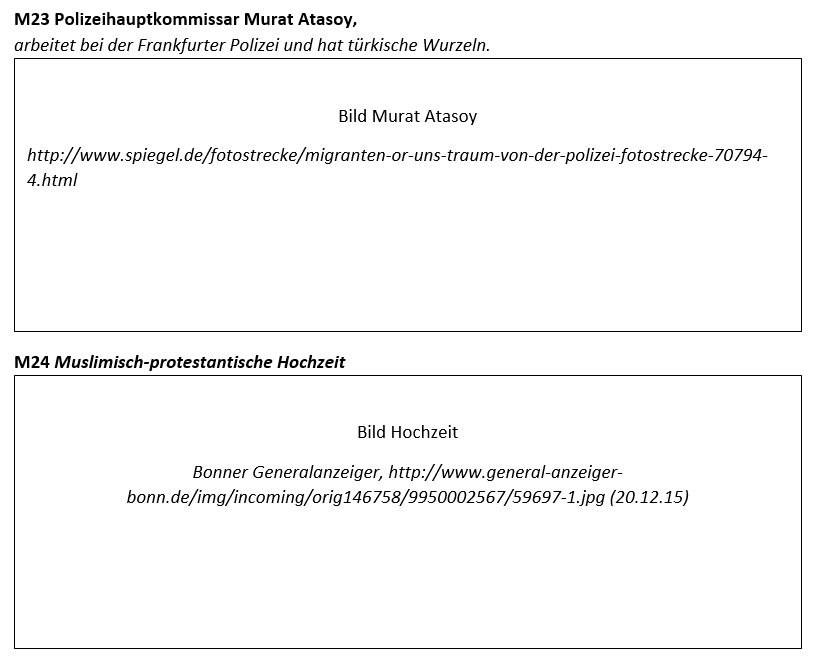 M23 Polizeihauptkommissar Murat Atasoy,
arbeitet bei der Frankfurter Polizei und hat türkische Wurzeln.
Bild Murat Atasoy
http://www.spiegel.de/fotostrecke/migranten-or-uns-traum-von-der-polizei-fotostrecke-70794-
4.html
M24 Muslimisch-protestantische Hochzeit
Bild Hochzeit
Bonner Generalanzeiger, http://www.general-anzeiger-
bonn.de/img/incoming/orig146758/9950002567/59697-1.jpg (20.12.15)